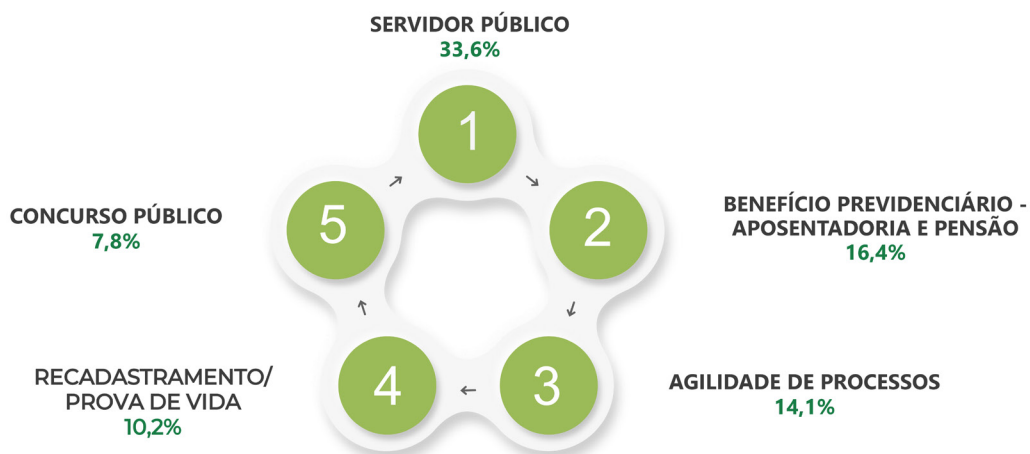 SERVIDOR PÚBLICO
33,6%
1
2
BENEFÍCIO PREVIDENCIÁRIO -
APOSENTADORIA E PENSÃO
16,4%
3
AGILIDADE DE PROCESSOS
14,1%
4
RECADASTRAMENTO/
PROVA DE VIDA
10,2%
5
CONCURSO PÚBLICO
7,8%